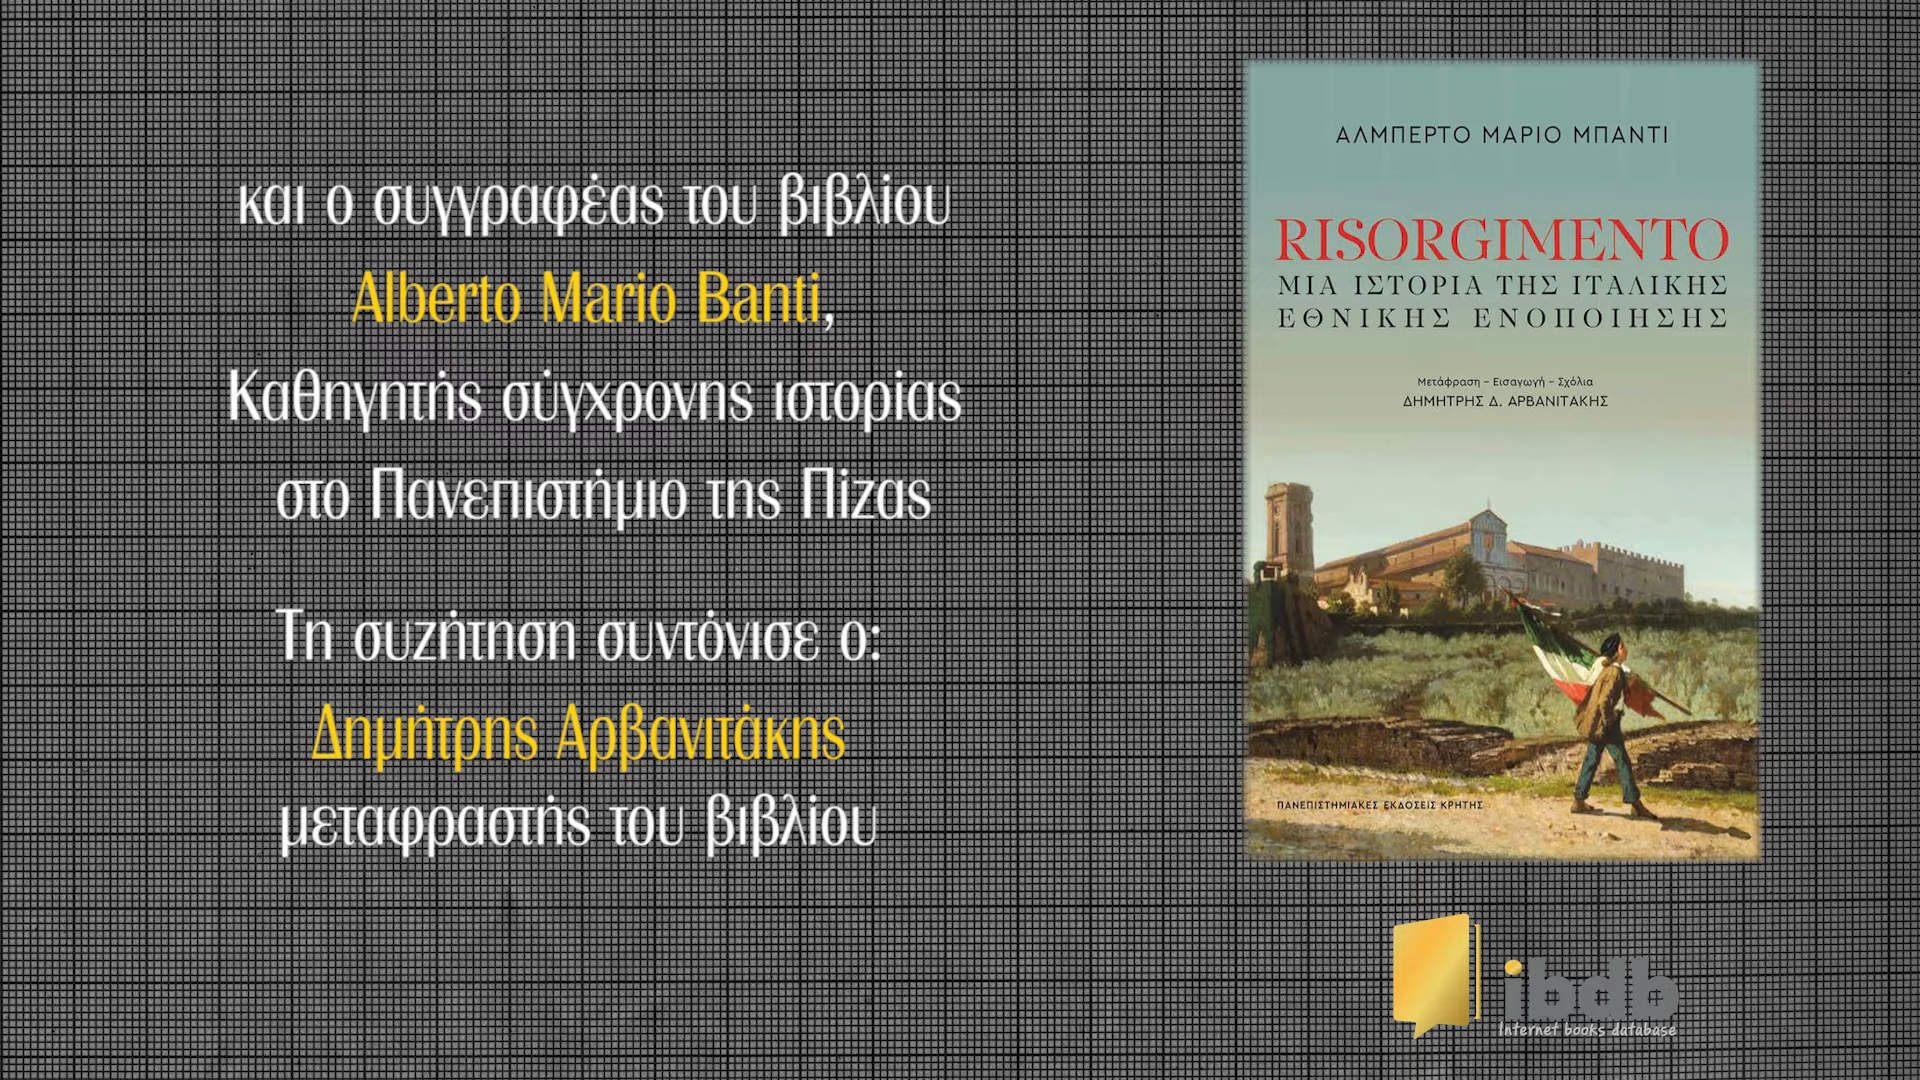 και ο συγγραφέας του βιβλίου
Alberto Mario Banti,
Καθηγητής σύγχρονης ιστορίας
στο Πανεπιστήμιο της Πίζας
Τη συζήτηση συντόνισε ο:
Δημήτρης Αρβανιτάκης
μεταφραστής του βιβλίου
ΑΛΜΠΕΡΤΟ ΜΑΡΙΟ ΜΠΑΝΤΙ
RISORGIMENTO
ΜΙΑ ΙΣΤΟΡΙΑ ΤΗΣ ΙΤΑΛΙΚΗΣ
ΕΘΝΙΚΗΣ ΕΝΟΠΟΙΗΣΗΣ
Μετάφραση – Εισαγωγή – Σχόλια
ΔΗΜΗΤΡΗΣ Δ. ΑΡΒΑΝΙΤΑΚΗΣ
ΠΑΝΕΠΙΣΤΗΜΙΑΚΕΣ ΕΚΔΟΣΕΙΣ ΚΡΗΤΗΣ
ibdb
Internet books database